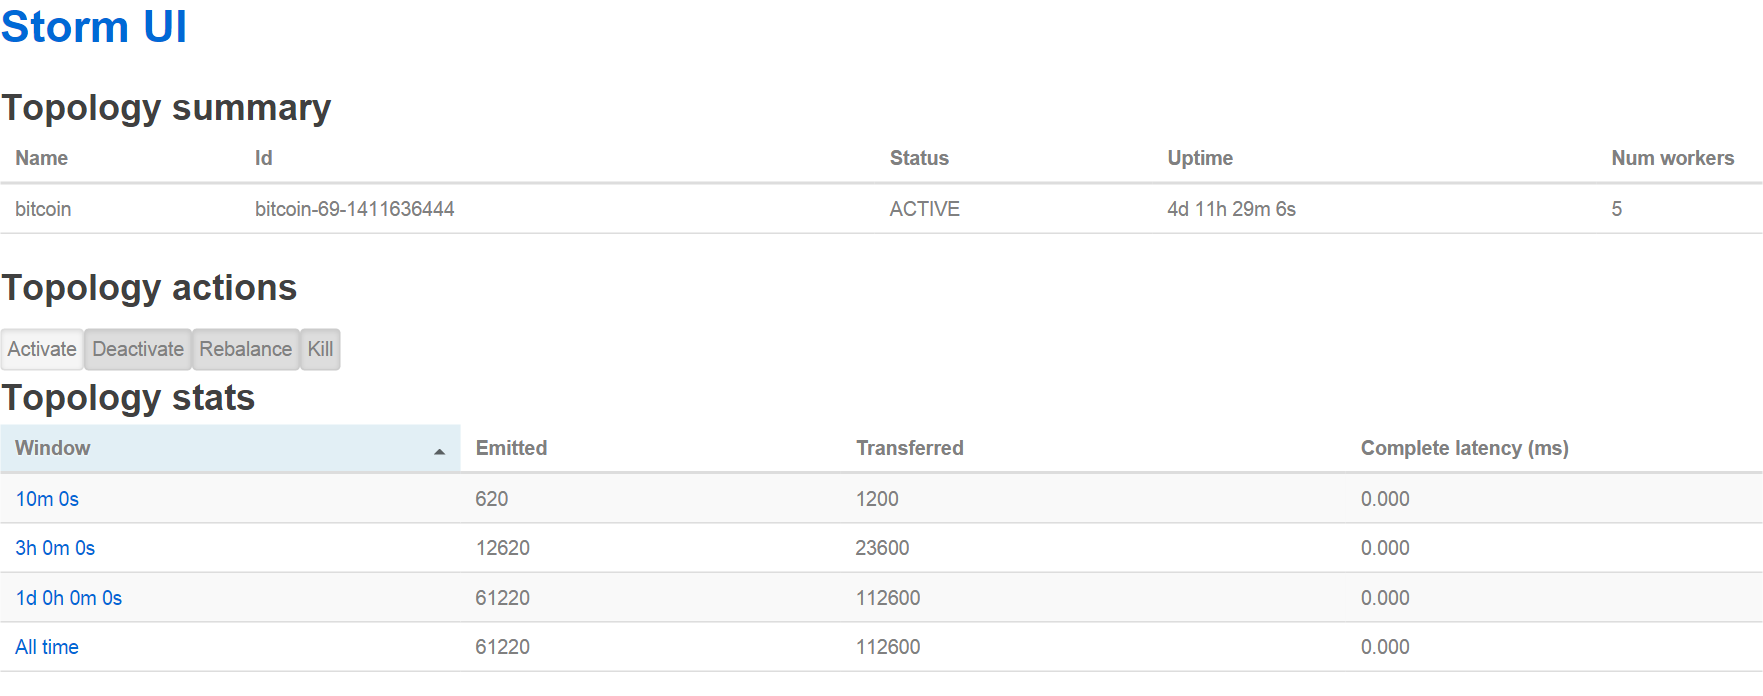 Storm UI
Topology summary
Name Id Status Uptime Num workers
bitcoin bitcoin-69-1411636444 ACTIVE 4d 11h 29m 6s 5
Topology actions
Activate Deactivate Rebalance Kill
Topology stats
Window Emitted Transferred Complete latency (ms)
10m 0s 620 1200 0.000
3h 0m 0s 12620 23600 0.000
1d 0h 0m 0s 61220 112600 0.000
All time 61220 112600 0.000